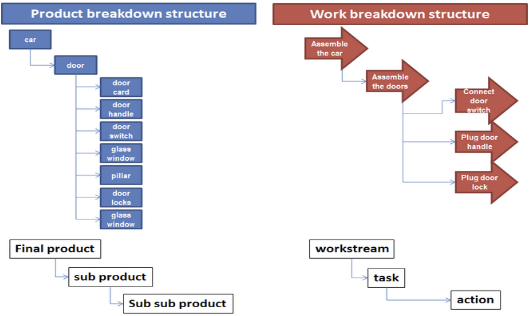 Product breakdown structure
car
door
door
card
door
handle
door
switch
glass
window
pillar
door
locks
glass
window
Final product
sub product
Sub sub product
Work breakdown structure
Assemble
the car
Assemble
the doors
Connect
door
switch
Plug door
handle
Plug door
lock
workstream
task
action